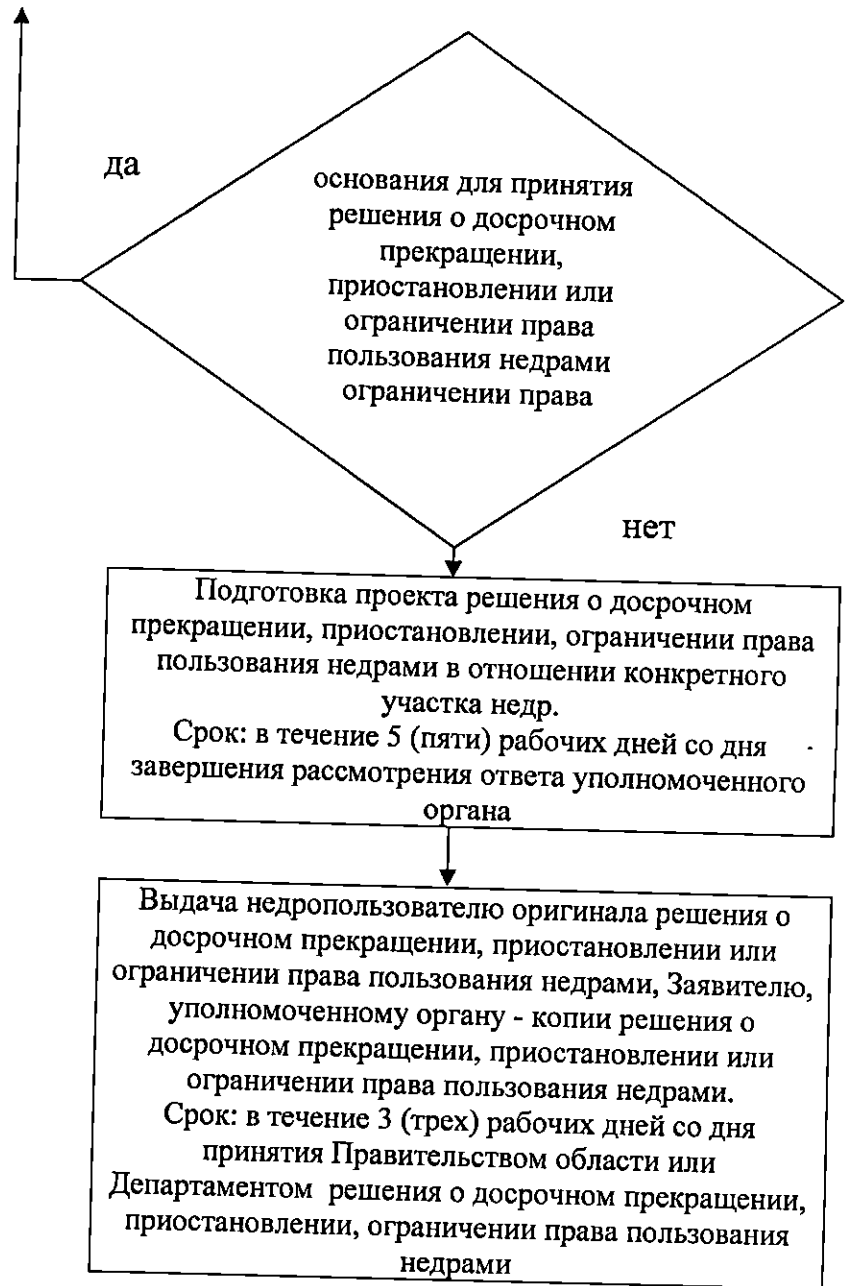 да
основания для принятия
решения о досрочном
прекращении,
приостановлении или
ограничении права
пользования недрами
ограничении права
нет
Подготовка проекта решения о досрочном
прекращении, приостановлении, ограничении права
пользования недрами в отношении конкретного
участка недр.
Срок: в течение 5 (пяти) рабочих дней со дня
завершения рассмотрения ответа уполномоченного
органа
Выдача недропользователю оригинала решения о
досрочном прекращении, приостановлении или
ограничении права пользования недрами, Заявителю,
уполномоченному органу - копии решения о
досрочном прекращении, приостановлении или
ограничении права пользования недрами.
Срок: в течение 3 (трех) рабочих дней со дня
принятия Правительством области или
Департаментом решения о досрочном прекращении,
приостановлении, ограничении права пользования
недрами